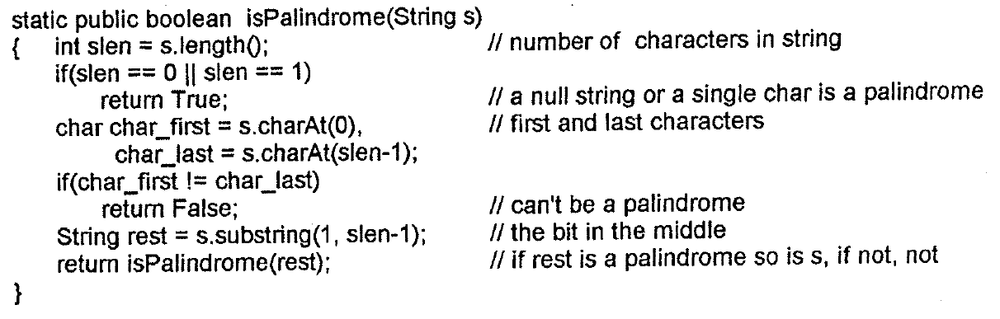 static public boolean isPalindrome(String s)
{ int slen = s.length(); // number of characters in string
if(slen == 0 || slen == 1)
return True; // a null string or a single char is a palindrome
char char_first = s.charAt(0), // first and last characters
char_last = s.charAt(slen-1);
if(char_first != char_last)
return False; // can't be a palindrome
String rest = s.substring(1, slen-1); // the bit in the middle
return isPalindrome(rest); // if rest is a palindrome so is s, if not, not
}